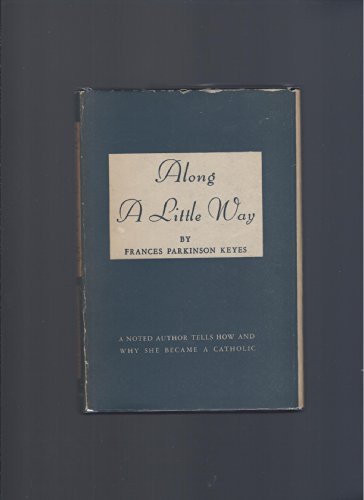 Along
A Little Way
BY
FRANCES PARKINSON KEYES
A NOTED AUTHOR TELLS HOW AND
WHY SHE BECAME A CATHOLIC